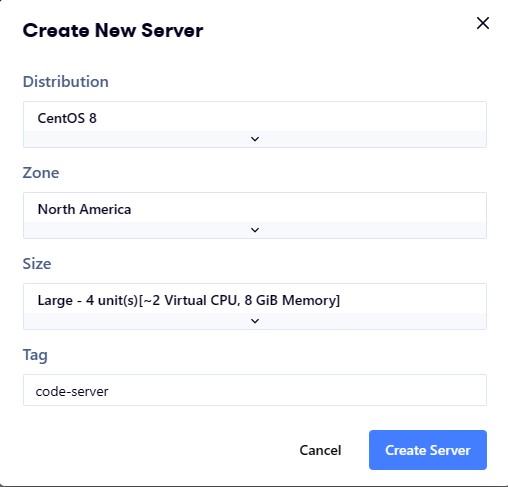 Create New Server
Distribution
CentOS 8
Zone
North America
Size
Large - 4 unit(s)[~2 Virtual CPU, 8 GiB Memory]
Tag
code-server
Cancel
Create Server